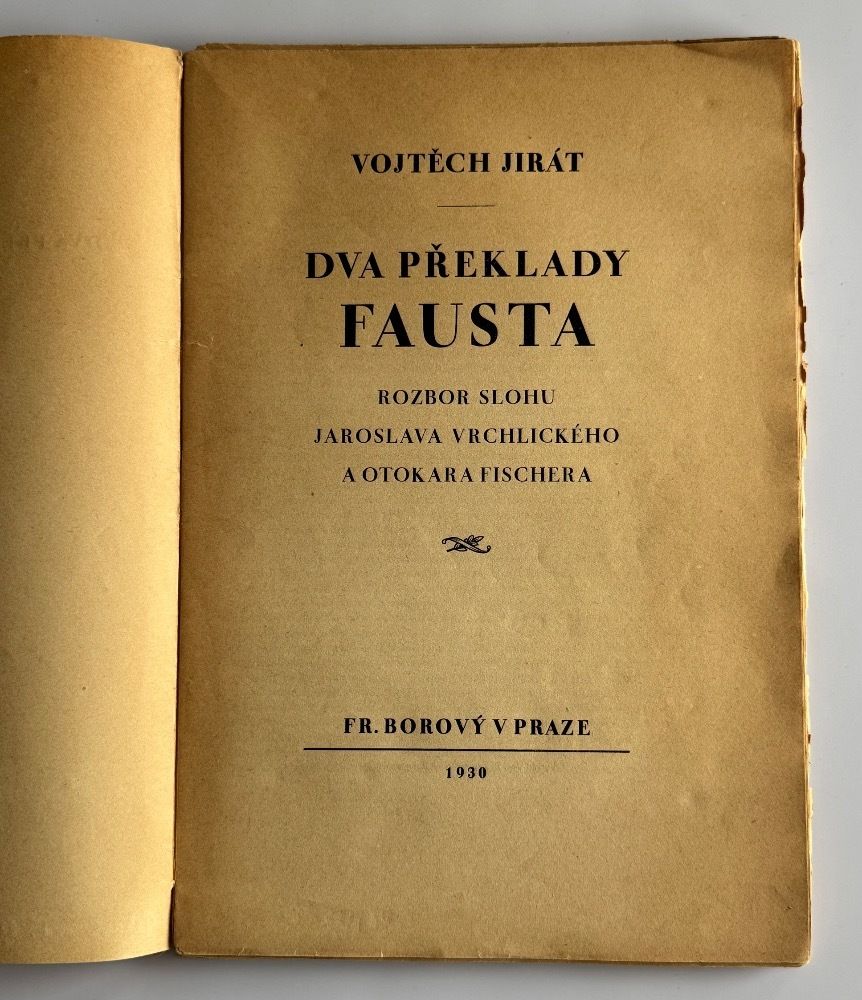 VOJTĚCH JIRÁT
DVA PŘEKLADY
FAUSTA
ROZBOR SLOHU
JAROSLAVA VRCHLICKÉHO
A OTOKARA FISCHERA
FR. BOROVÝ V PRAZE
1930